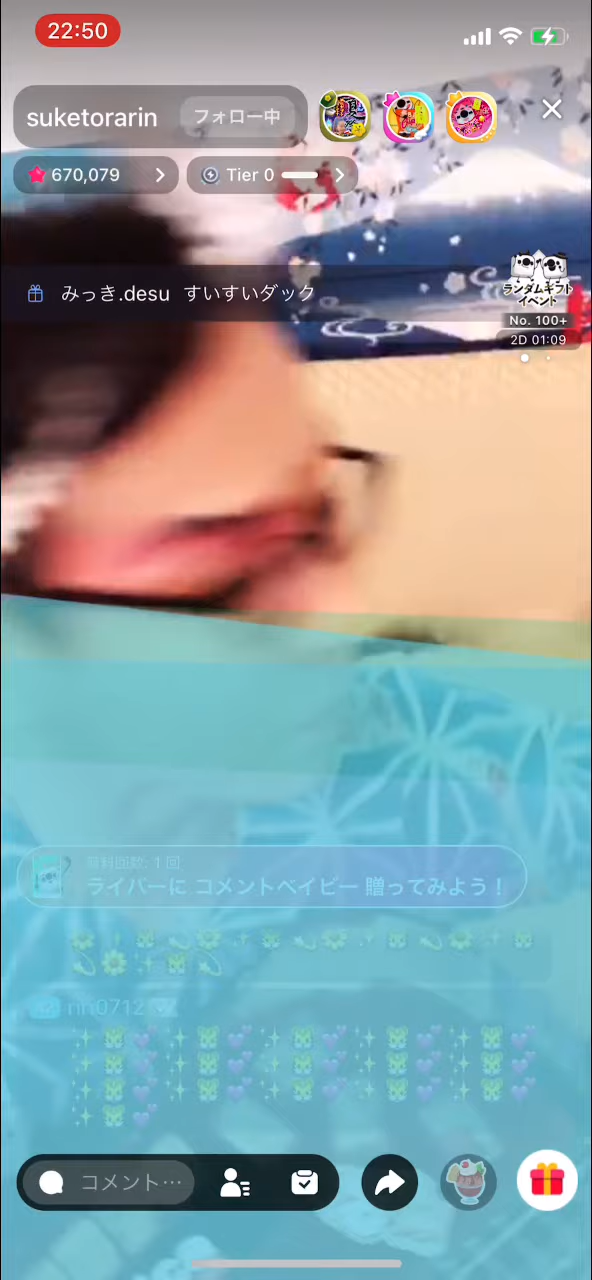 22:50
suketorarin フォロー中
670,079
Tier 0
みっき.desu すいすいダック
ランダムギフト
イベント
No. 100+
2D 01:09
無料回数: 1 回
ライバーに コメントベイビー 贈ってみよう！
rin0712
コメント…